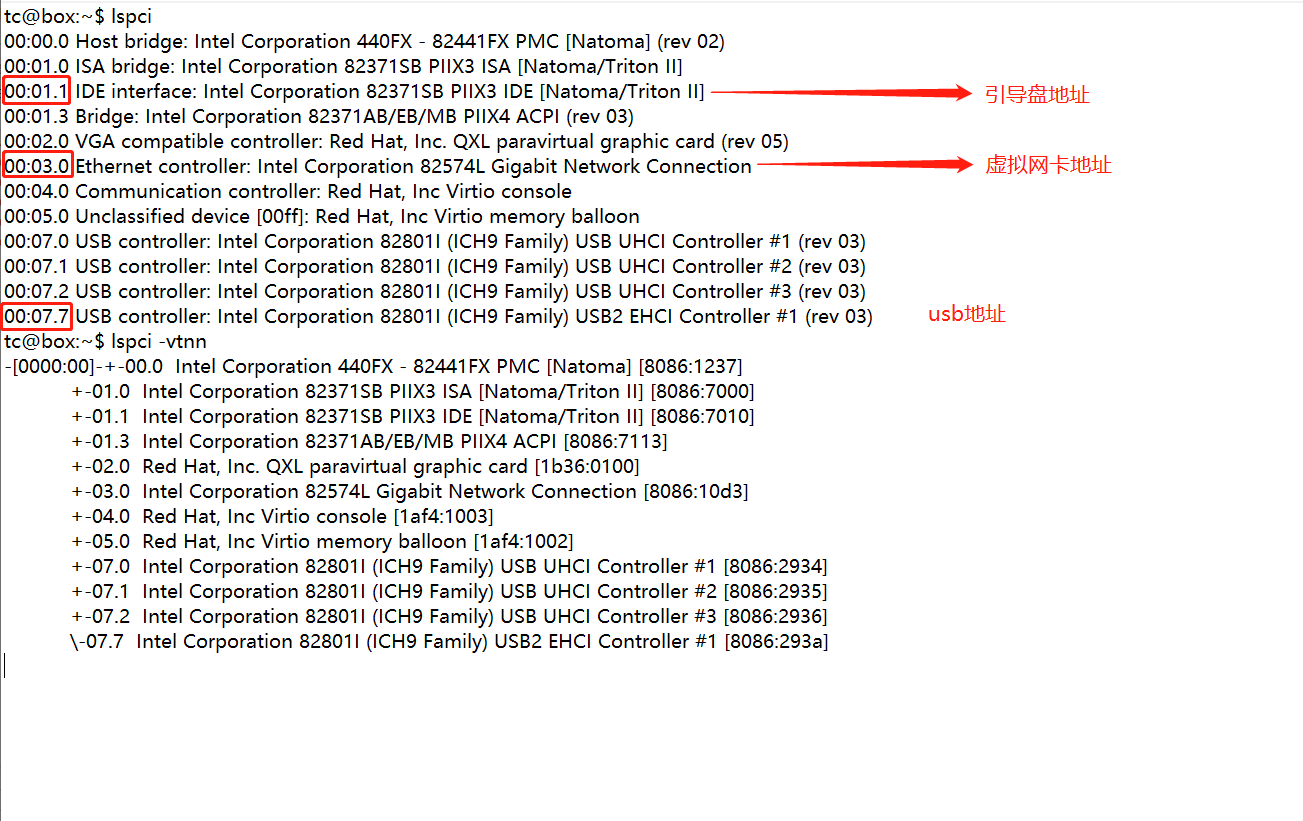 tc@box:~$ lspci
00:00.0 Host bridge: Intel Corporation 440FX - 82441FX PMC [Natoma] (rev 02)
00:01.0 ISA bridge: Intel Corporation 82371SB PIIX3 ISA [Natoma/Triton II]
00:01.1 IDE interface: Intel Corporation 82371SB PIIX3 IDE [Natoma/Triton II] 引导盘地址
00:01.3 Bridge: Intel Corporation 82371AB/EB/MB PIIX4 ACPI (rev 03)
00:02.0 VGA compatible controller: Red Hat, Inc. QXL paravirtual graphic card (rev 05)
00:03.0 Ethernet controller: Intel Corporation 82574L Gigabit Network Connection 虚拟网卡地址
00:04.0 Communication controller: Red Hat, Inc Virtio console
00:05.0 Unclassified device [00ff]: Red Hat, Inc Virtio memory balloon
00:07.0 USB controller: Intel Corporation 82801I (ICH9 Family) USB UHCI Controller #1 (rev 03)
00:07.1 USB controller: Intel Corporation 82801I (ICH9 Family) USB UHCI Controller #2 (rev 03)
00:07.2 USB controller: Intel Corporation 82801I (ICH9 Family) USB UHCI Controller #3 (rev 03)
00:07.7 USB controller: Intel Corporation 82801I (ICH9 Family) USB2 EHCI Controller #1 (rev 03) usb地址
tc@box:~$ lspci -vtnn
-[0000:00]-+-00.0 Intel Corporation 440FX - 82441FX PMC [Natoma] [8086:1237]
+-01.0 Intel Corporation 82371SB PIIX3 ISA [Natoma/Triton II] [8086:7000]
+-01.1 Intel Corporation 82371SB PIIX3 IDE [Natoma/Triton II] [8086:7010]
+-01.3 Intel Corporation 82371AB/EB/MB PIIX4 ACPI [8086:7113]
+-02.0 Red Hat, Inc. QXL paravirtual graphic card [1b36:0100]
+-03.0 Intel Corporation 82574L Gigabit Network Connection [8086:10d3]
+-04.0 Red Hat, Inc Virtio console [1af4:1003]
+-05.0 Red Hat, Inc Virtio memory balloon [1af4:1002]
+-07.0 Intel Corporation 82801I (ICH9 Family) USB UHCI Controller #1 [8086:2934]
+-07.1 Intel Corporation 82801I (ICH9 Family) USB UHCI Controller #2 [8086:2935]
+-07.2 Intel Corporation 82801I (ICH9 Family) USB UHCI Controller #3 [8086:2936]
\-07.7 Intel Corporation 82801I (ICH9 Family) USB2 EHCI Controller #1 [8086:293a]